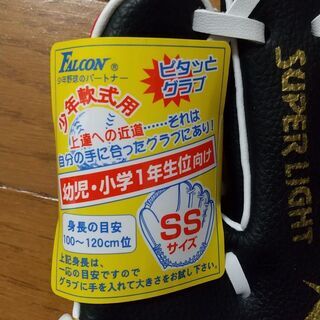 FALCON®
少年野球のパートナー
ピタッと
グラブ
少年軟式用
上達への近道……それは
自分の手に合ったグラブにあり!
幼児・小学1年生位向け
身長の目安
100〜120cm位
SS
サイズ
上記身長は、
一応の目安ですので
グラブに手を入れて大きさをお試し下さい。
SUPER LIGHT